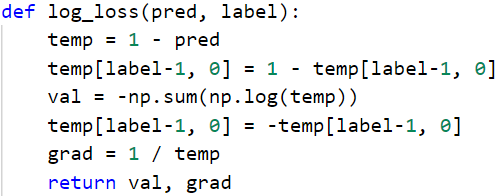 def log_loss(pred, label):
    temp = 1 - pred
    temp[label-1, 0] = 1 - temp[label-1, 0]
    val = -np.sum(np.log(temp))
    temp[label-1, 0] = -temp[label-1, 0]
    grad = 1 / temp
    return val, grad